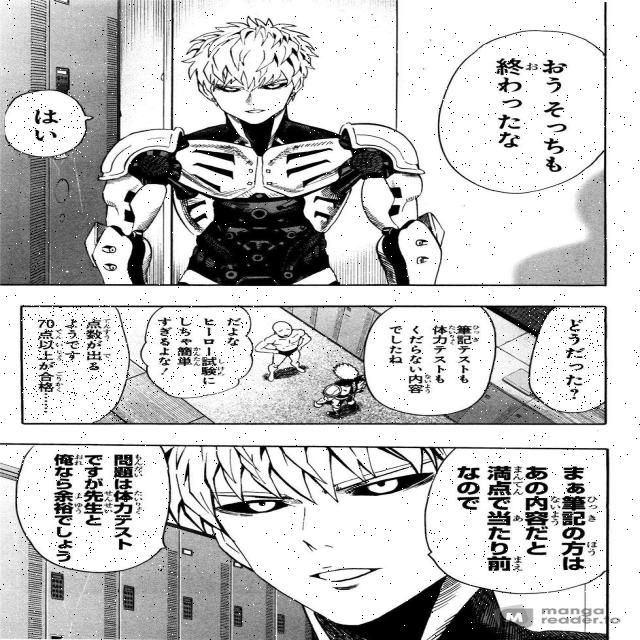 おう そっちも
終わったな
はい
どうだった?
筆記テストも
体力テストも
くだらない内容
でしたね
だよな
ヒーロー試験に
しちゃ簡単
すぎるよな!
点数が出る
ようです
70点以上が合格……
まぁ筆記の方は
あの内容だと
満点で当たり前
なので
問題は体力テスト
ですが先生と
俺なら余裕でしょう
manga
reader.to